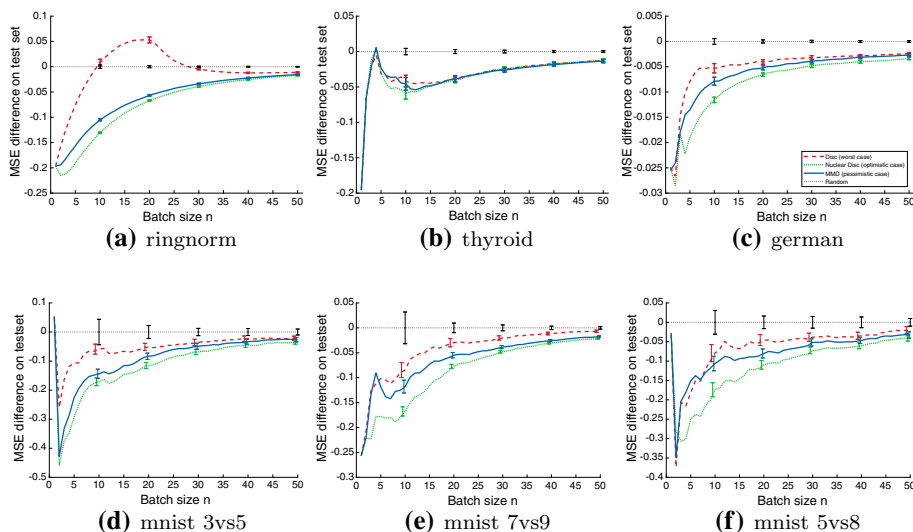 0.1
0.05
0
-0.05
-0.1
-0.15
-0.2
-0.25
MSE difference on test set
0 5 10 15 20 25 30 35 40 45 50
Batch size n
(a) ringnorm
0.05
0
-0.05
-0.1
-0.15
-0.2
MSE difference on test set
0 5 10 15 20 25 30 35 40 45 50
Batch size n
(b) thyroid
0.005
0
-0.005
-0.01
-0.015
-0.02
-0.025
-0.03
MSE difference on test set
Disc (worst case)
Nuclear Disc (optimistic case)
MMD (pessimistic case)
Random
0 5 10 15 20 25 30 35 40 45 50
Batch size n
(c) german
0.1
0
-0.1
-0.2
-0.3
-0.4
-0.5
MSE difference on testset
0 5 10 15 20 25 30 35 40 45 50
Batch size n
(d) mnist 3vs5
0.05
0
-0.05
-0.1
-0.15
-0.2
-0.25
-0.3
MSE difference on testset
0 5 10 15 20 25 30 35 40 45 50
Batch size n
(e) mnist 7vs9
0.05
0
-0.05
-0.1
-0.15
-0.2
-0.25
-0.3
-0.35
-0.4
MSE difference on testset
0 5 10 15 20 25 30 35 40 45 50
Batch size n
(f) mnist 5vs8